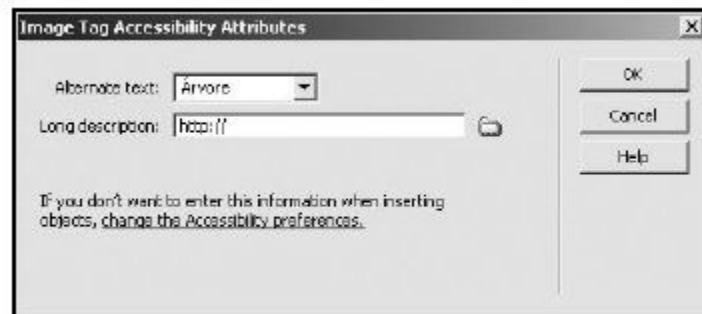 Image Tag Accessibility Attributes
Alternate text: Árvore
OK
Long description: http://
Cancel
Help
If you don't want to enter this information when inserting
objects, change the Accessibility preferences.